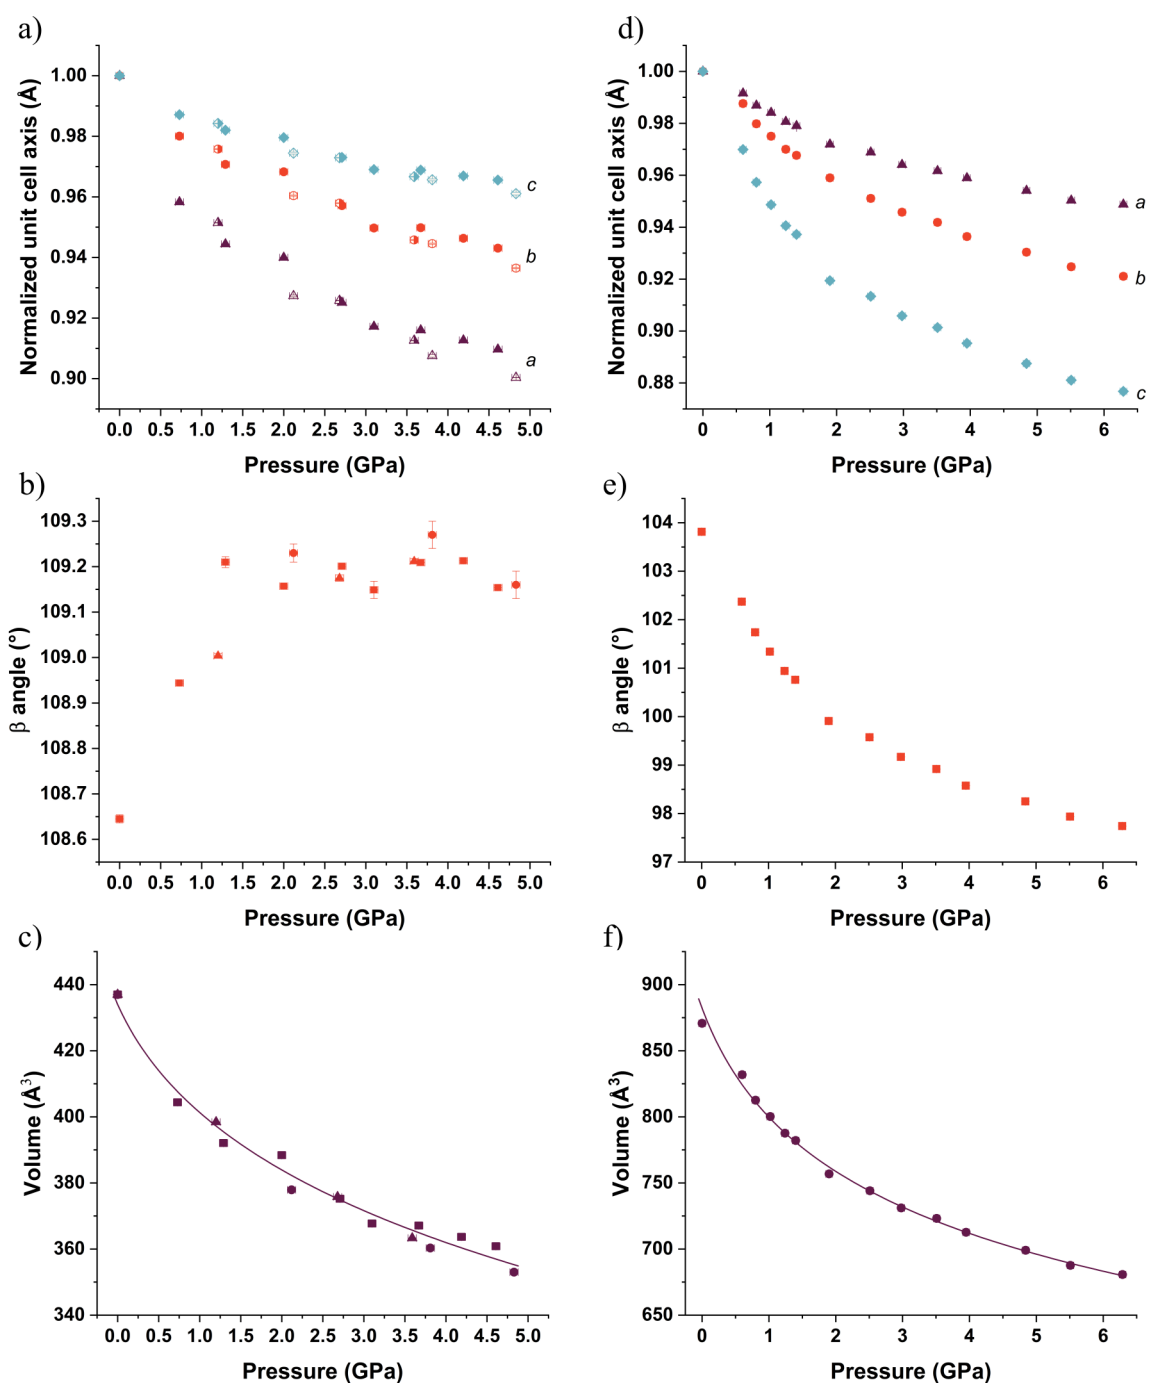 a)
Normalized unit cell axis (Å)
1.00
0.98
0.96
0.94
0.92
0.90
c
b
a
0.0 0.5 1.0 1.5 2.0 2.5 3.0 3.5 4.0 4.5 5.0
Pressure (GPa)
d)
Normalized unit cell axis (Å)
1.00
0.98
0.96
0.94
0.92
0.90
0.88
a
b
c
0 1 2 3 4 5 6
Pressure (GPa)
b)
β angle (°)
109.3
109.2
109.1
109.0
108.9
108.8
108.7
108.6
0.0 0.5 1.0 1.5 2.0 2.5 3.0 3.5 4.0 4.5 5.0
Pressure (GPa)
e)
β angle (°)
104
103
102
101
100
99
98
97
0 1 2 3 4 5 6
Pressure (GPa)
c)
Volume (Å³)
440
420
400
380
360
340
0.0 0.5 1.0 1.5 2.0 2.5 3.0 3.5 4.0 4.5 5.0
Pressure (GPa)
f)
Volume (Å³)
900
850
800
750
700
650
0 1 2 3 4 5 6
Pressure (GPa)